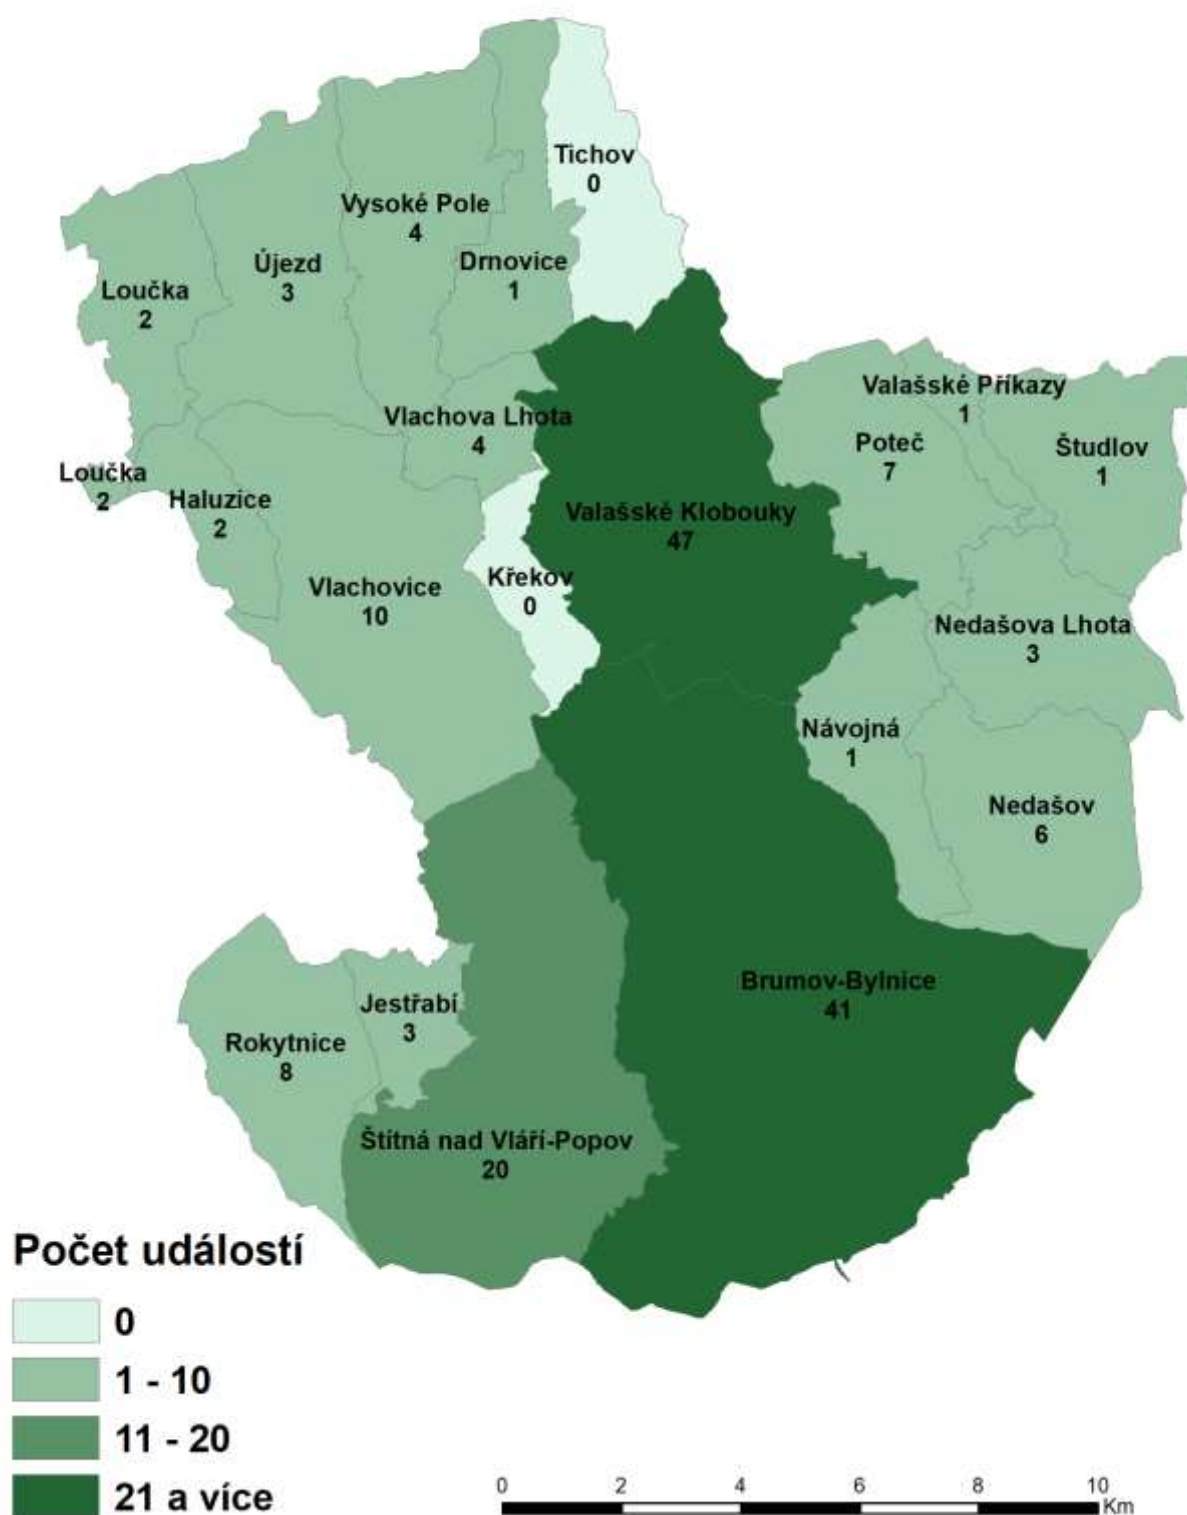 Tichov
0
Vysoké Pole
4
Drnovice
1
Újezd
3
Loučka
2
Valašské Příkazy
1
Vlachova Lhota
4
Poteč
7
Študlov
1
Loučka
2
Haluzice
2
Valašské Klobouky
47
Křekov
0
Vlachovice
10
Nedašova Lhota
3
Návojná
1
Nedašov
6
Brumov-Bylnice
41
Jestřabí
3
Rokytnice
8
Štítná nad Vláří-Popov
20
Počet událostí
0
1 - 10
11 - 20
21 a více
0 2 4 6 8 10
Km